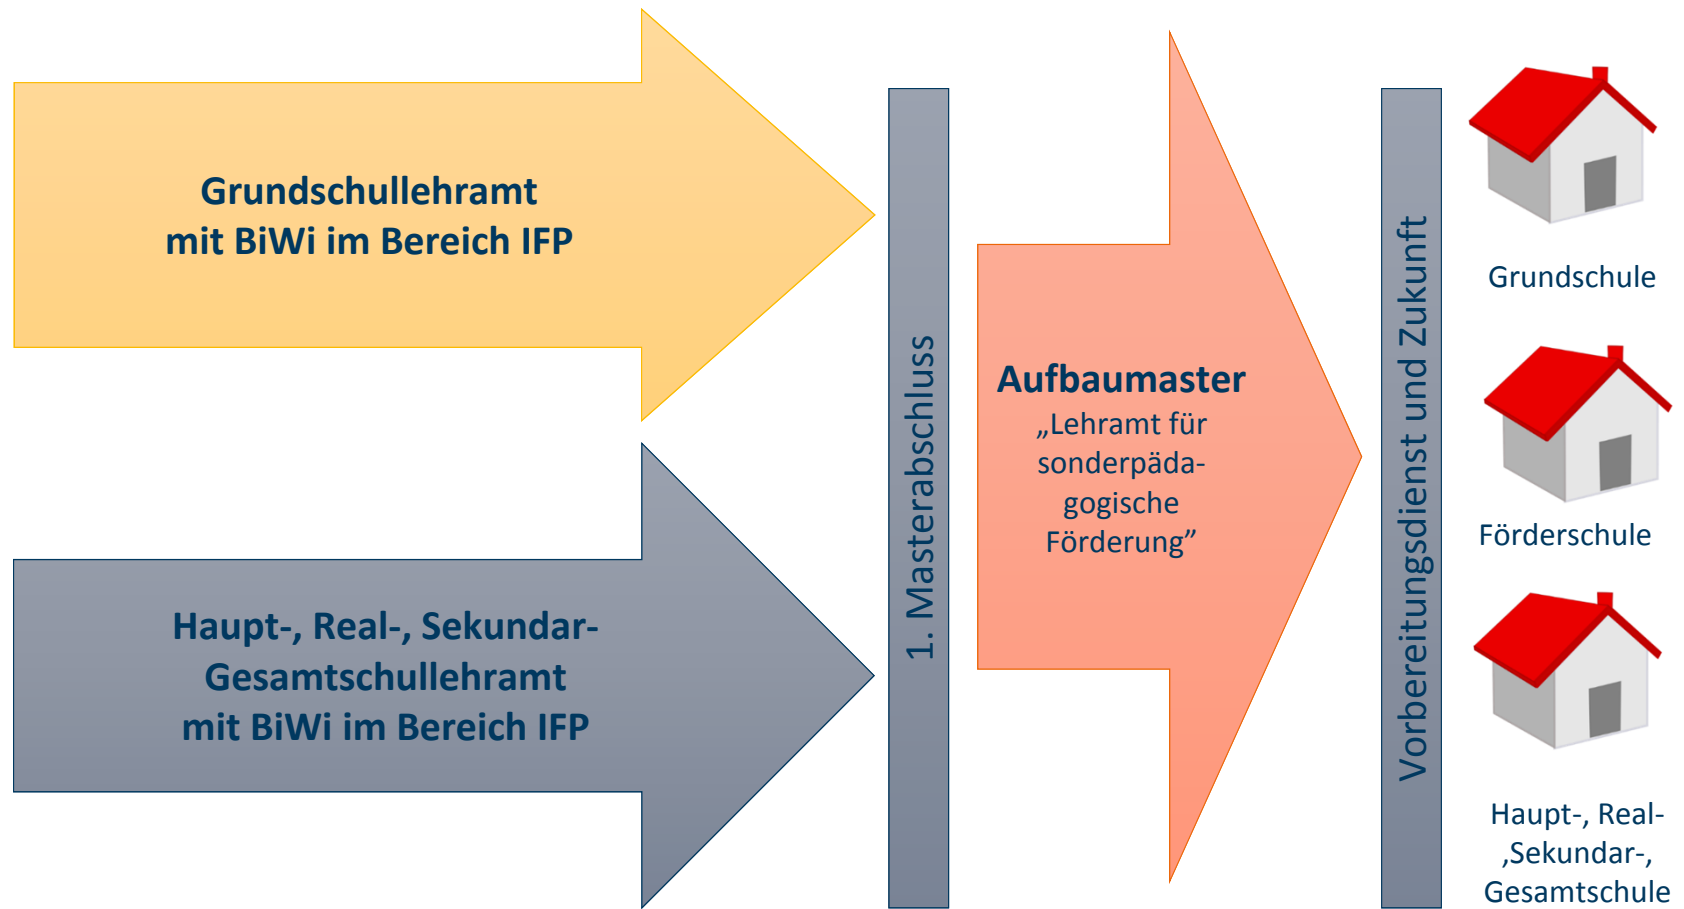 Grundschullehramt
mit BiWi im Bereich IFP
Haupt-, Real-, Sekundar-
Gesamtschullehramt
mit BiWi im Bereich IFP
1. Masterabschluss
Aufbaumaster
„Lehramt für
sonderpäda-
gogische
Förderung”
Vorbereitungsdienst und Zukunft
Grundschule
Förderschule
Haupt-, Real-
,Sekundar-,
Gesamtschule